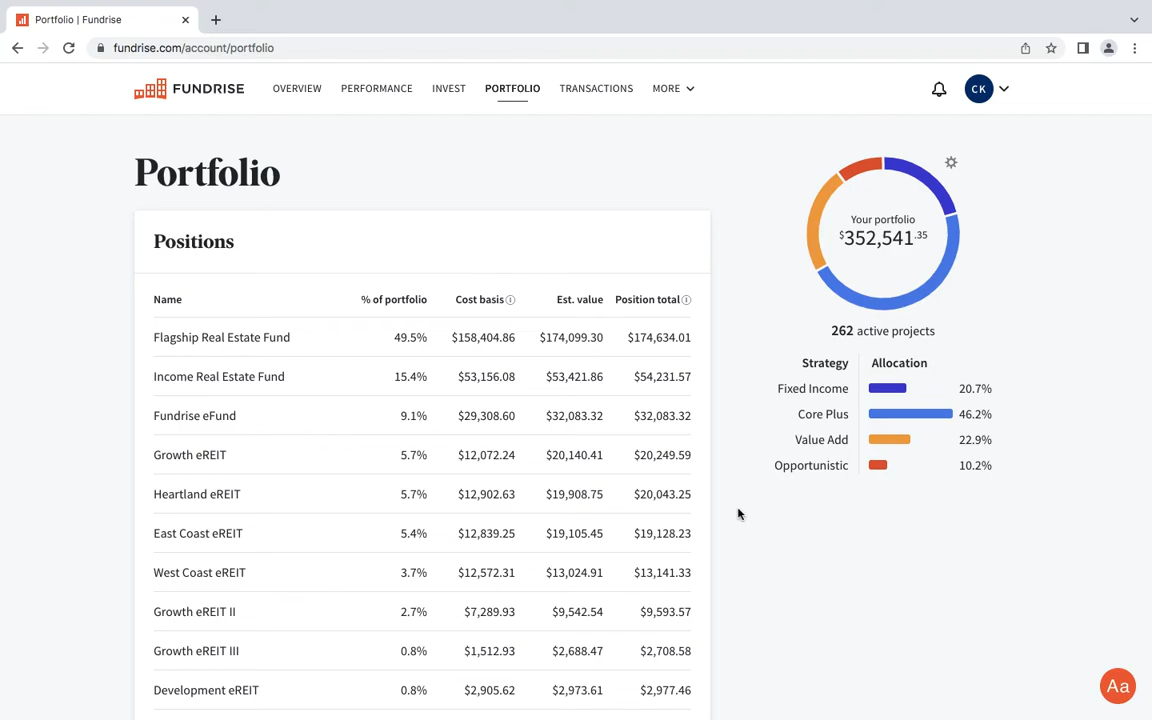 Portfolio | Fundrise
fundrise.com/account/portfolio
FUNDRISE OVERVIEW PERFORMANCE INVEST PORTFOLIO TRANSACTIONS MORE CK
Portfolio
Positions
Name % of portfolio Cost basis Est. value Position total
Flagship Real Estate Fund 49.5% $158,404.86 $174,099.30 $174,634.01
Income Real Estate Fund 15.4% $53,156.08 $53,421.86 $54,231.57
Fundrise eFund 9.1% $29,308.60 $32,083.32 $32,083.32
Growth eREIT 5.7% $12,072.24 $20,140.41 $20,249.59
Heartland eREIT 5.7% $12,902.63 $19,908.75 $20,043.25
East Coast eREIT 5.4% $12,839.25 $19,105.45 $19,128.23
West Coast eREIT 3.7% $12,572.31 $13,024.91 $13,141.33
Growth eREIT II 2.7% $7,289.93 $9,542.54 $9,593.57
Growth eREIT III 0.8% $1,512.93 $2,688.47 $2,708.58
Development eREIT 0.8% $2,905.62 $2,973.61 $2,977.46
Your portfolio
$352,541.35
262 active projects
Strategy Allocation
Fixed Income 20.7%
Core Plus 46.2%
Value Add 22.9%
Opportunistic 10.2%
Aa